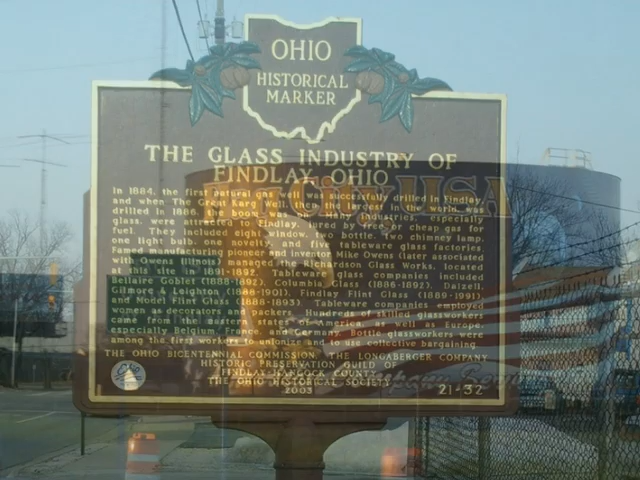 OHIO
HISTORICAL
MARKER
THE GLASS INDUSTRY OF
FINDLAY, OHIO
In 1884, the first natural gas well was successfully drilled in Findlay,
and when The Great Karg Well, then the largest in the world, was
drilled in 1886, the boom was on. Many industries, especially
glass, were attracted to Findlay, lured by free or cheap gas for
fuel. They included eight window, two bottle, two chimney lamp,
one light bulb, one novelty, and five tableware glass factories.
Famed manufacturing pioneer and inventor Mike Owens (later associated
with Owens Illinois) managed the Richardson Glass Works, located
at this site in 1891-1892. Tableware glass companies included
Bellaire Goblet (1888-1892), Columbia Glass (1886-1892), Dalzell,
Gilmore & Leighton (1888-1901), Findlay Flint Glass (1889-1991)
and Model Flint Glass (1888-1893). Tableware companies employed
women as decorators and packers. Hundreds of skilled glassworkers
came from the eastern states of America, as well as Europe,
especially Belgium, France, and Germany. Bottle glassworkers were
among the first workers to unionize and to use collective bargaining.
THE OHIO BICENTENNIAL COMMISSION THE LONGABERGER COMPANY
HISTORIC PRESERVATION GUILD OF
FINDLAY-HANCOCK COUNTY
THE OHIO HISTORICAL SOCIETY
2003
21-32
City, USA